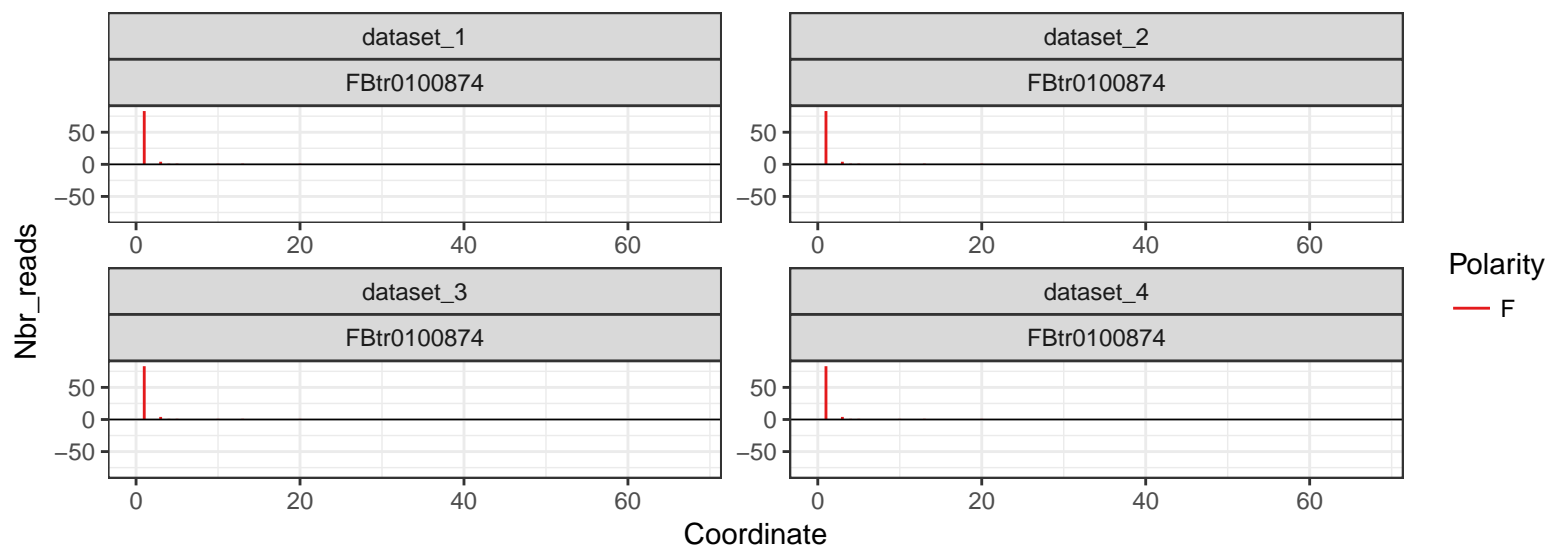 dataset_1
FBtr0100874
50
0
−50
0 20 40 60
dataset_2
FBtr0100874
50
0
−50
0 20 40 60
dataset_3
FBtr0100874
50
0
−50
0 20 40 60
dataset_4
FBtr0100874
50
0
−50
0 20 40 60
Nbr_reads
Coordinate
Polarity
F